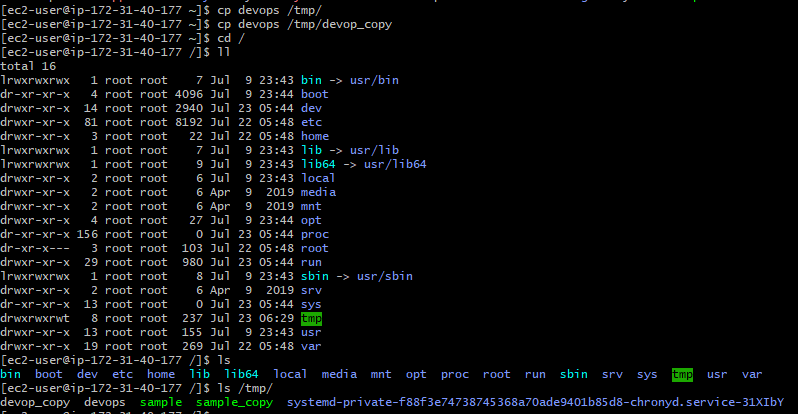 [ec2-user@ip-172-31-40-177 ~]$ cp devops /tmp/
[ec2-user@ip-172-31-40-177 ~]$ cp devops /tmp/devop_copy
[ec2-user@ip-172-31-40-177 ~]$ cd /
[ec2-user@ip-172-31-40-177 /]$ ll
total 16
lrwxrwxrwx   1 root root    7 Jul  9 23:43 bin -> usr/bin
dr-xr-xr-x   4 root root 4096 Jul  9 23:44 boot
drwxr-xr-x  14 root root 2940 Jul 23 05:44 dev
drwxr-xr-x  81 root root 8192 Jul 22 05:48 etc
drwxr-xr-x   3 root root   22 Jul 22 05:48 home
lrwxrwxrwx   1 root root    7 Jul  9 23:43 lib -> usr/lib
lrwxrwxrwx   1 root root    9 Jul  9 23:43 lib64 -> usr/lib64
drwxr-xr-x   2 root root    6 Jul  9 23:43 local
drwxr-xr-x   2 root root    6 Apr  9  2019 media
drwxr-xr-x   2 root root    6 Apr  9  2019 mnt
drwxr-xr-x   4 root root   27 Jul  9 23:44 opt
dr-xr-xr-x 156 root root    0 Jul 23 05:44 proc
dr-xr-x---   3 root root  103 Jul 22 05:48 root
drwxr-xr-x  29 root root  980 Jul 23 05:44 run
lrwxrwxrwx   1 root root    8 Jul  9 23:43 sbin -> usr/sbin
drwxr-xr-x   2 root root    6 Apr  9  2019 srv
dr-xr-xr-x  13 root root    0 Jul 23 05:44 sys
drwxrwxrwt   8 root root  237 Jul 23 06:29 tmp
drwxr-xr-x  13 root root  155 Jul  9 23:43 usr
drwxr-xr-x  19 root root  269 Jul 22 05:48 var
[ec2-user@ip-172-31-40-177 /]$ ls
bin  boot  dev  etc  home  lib  lib64  local  media  mnt  opt  proc  root  run  sbin  srv  sys  tmp  usr  var
[ec2-user@ip-172-31-40-177 /]$ ls /tmp/
devop_copy  devops  sample  sample_copy  systemd-private-f88f3e74738745368a70ade9401b85d8-chronyd.service-31XIbY